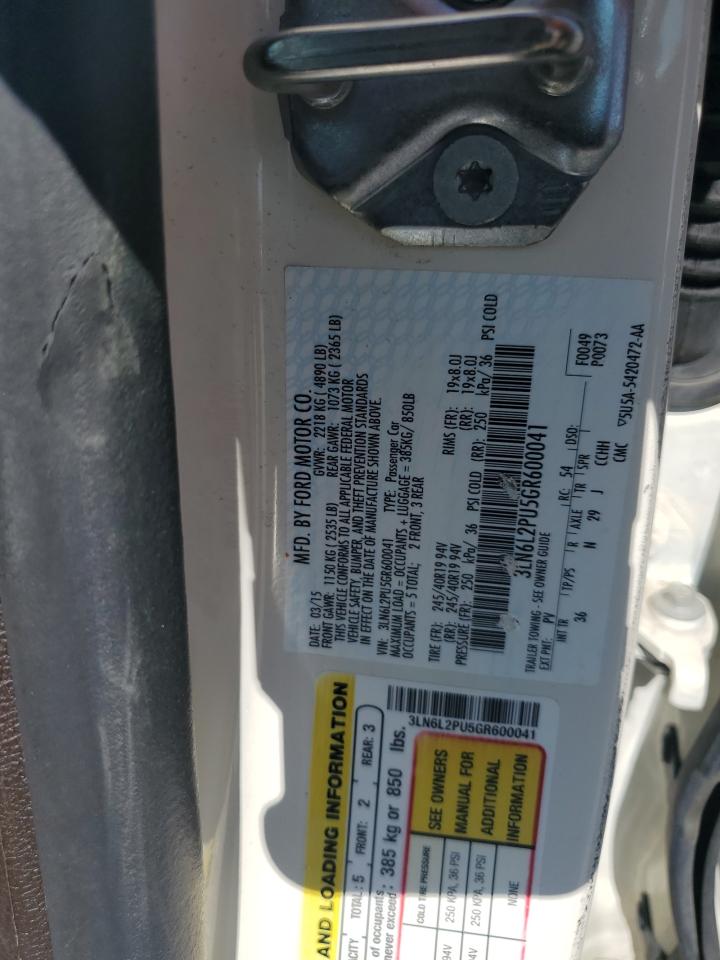 MFD. BY FORD MOTOR CO.
DATE: 03/15 GVWR: 2218 KG ( 4890 LB)
FRONT GAWR: 1150 KG ( 2535 LB) REAR GAWR: 1073 KG ( 2365 LB)
THIS VEHICLE CONFORMS TO ALL APPLICABLE FEDERAL MOTOR
VEHICLE SAFETY, BUMPER, AND THEFT PREVENTION STANDARDS
IN EFFECT ON THE DATE OF MANUFACTURE SHOWN ABOVE.
VIN: 3LN6L2PU5GR600041 TYPE: Passenger Car
MAXIMUM LOAD = OCCUPANTS + LUGGAGE = 385KG/ 850LB
OCCUPANTS = 5 TOTAL; 2 FRONT, 3 REAR
TIRE (FR): 245/40R19 94V RIMS (FR): 19x8.0J
(RR): 245/40R19 94V (RR): 19x8.0J
PRESSURE (FR): 250 kPa/ 36 PSI COLD (RR): 250 kPa/ 36 PSI COLD
3LN6L2PU5GR600041
TRAILER TOWING - SEE OWNER GUIDE
EXT PNT: PV RC: 54 DSO: F0049
P0073
INT TR TP/PS R AXLE TR SPR
36 N 29 J CCHH
CMC 5U5A-5420472-AA
AND LOADING INFORMATION
TOTAL: 5 FRONT: 2 REAR: 3
of occupants
never exceed: 385 kg or 850 lbs.
3LN6L2PU5GR600041
COLD TIRE PRESSURE
94V 250 KPA, 36 PSI
250 KPA, 36 PSI
NONE
SEE OWNERS
MANUAL FOR
ADDITIONAL
INFORMATION